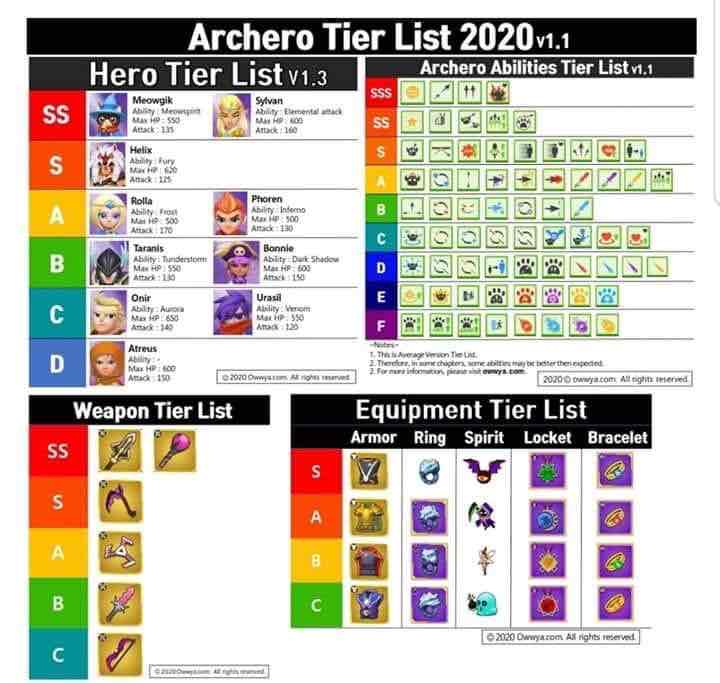 Archero Tier List 2020 v1.1
Hero Tier List v1.3
SS
Meowgik
Ability : Meowspirit
Max HP : 550
Attack : 135
Sylvan
Ability : Elemental attack
Max HP : 600
Attack : 160
S
Helix
Ability : Fury
Max HP : 620
Attack : 125
A
Rolla
Ability : Frost
Max HP : 500
Attack : 170
Phoren
Ability : Inferno
Max HP : 500
Attack : 130
B
Taranis
Ability : Tunderstorm
Max HP : 550
Attack : 130
Bonnie
Ability : Dark Shadow
Max HP : 600
Attack : 150
C
Onir
Ability : Aurora
Max HP : 650
Attack : 140
Urasil
Ability : Venom
Max HP : 550
Attack : 120
D
Atreus
Ability : -
Max HP : 600
Attack : 150
© 2020 Owwya.com. All rights reserved.
Archero Abilities Tier List v1.1
SSS
SS
S
A
B
C
D
E
F
-Notes-
1. This is Average Version Tier List.
2. Therefore, in some chapters, some abilities may be better then expected.
2. For more information, please visit owwya.com.
2020 © owwya.com. All rights reserved.
Weapon Tier List
SS
S
A
B
C
© 2020 Owwya.com. All rights reserved.
Equipment Tier List
Armor Ring Spirit Locket Bracelet
S
A
B
C
© 2020 Owwya.com. All rights reserved.